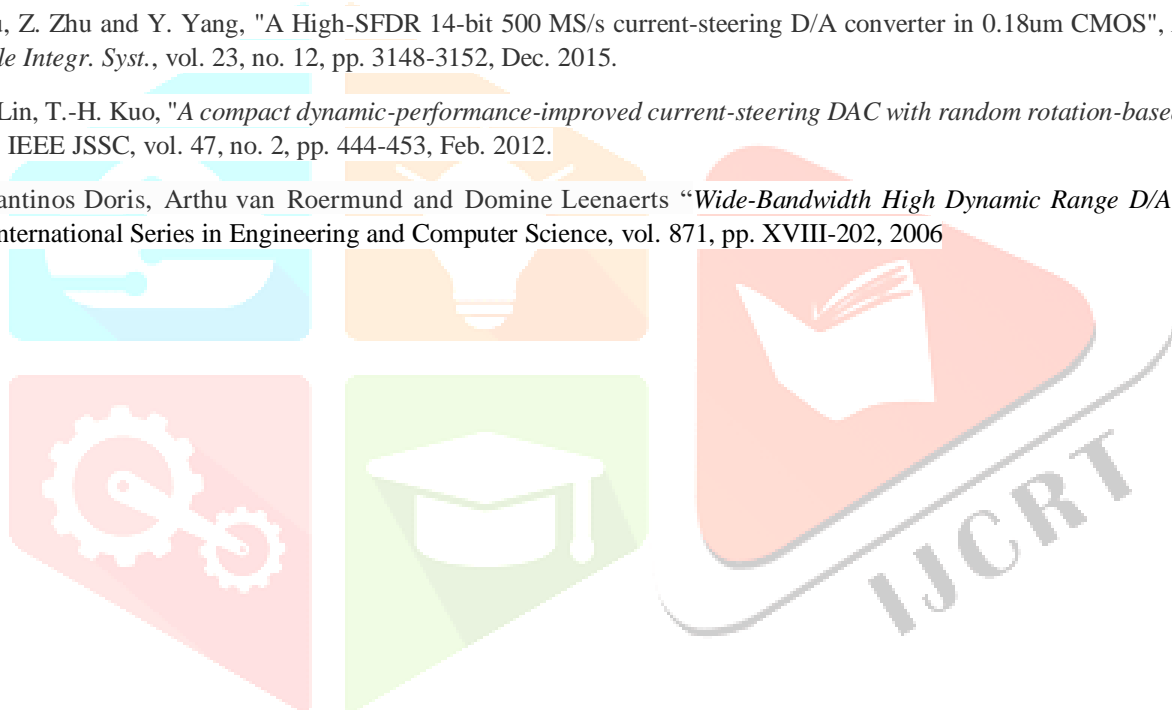 Z. Zhu and Y. Yang, "A High-SFDR 14-bit 500 MS/s current-steering D/A converter in 0.18um CMOS",
Integr. Syst., vol. 23, no. 12, pp. 3148-3152, Dec. 2015.
Lin, T.-H. Kuo, "A compact dynamic-performance-improved current-steering DAC with random rotation-base
IEEE JSSC, vol. 47, no. 2, pp. 444-453, Feb. 2012.
antinos Doris, Arthu van Roermund and Domine Leenaerts “Wide-Bandwidth High Dynamic Range D/A
nternational Series in Engineering and Computer Science, vol. 871, pp. XVIII-202, 2006
IJCRT